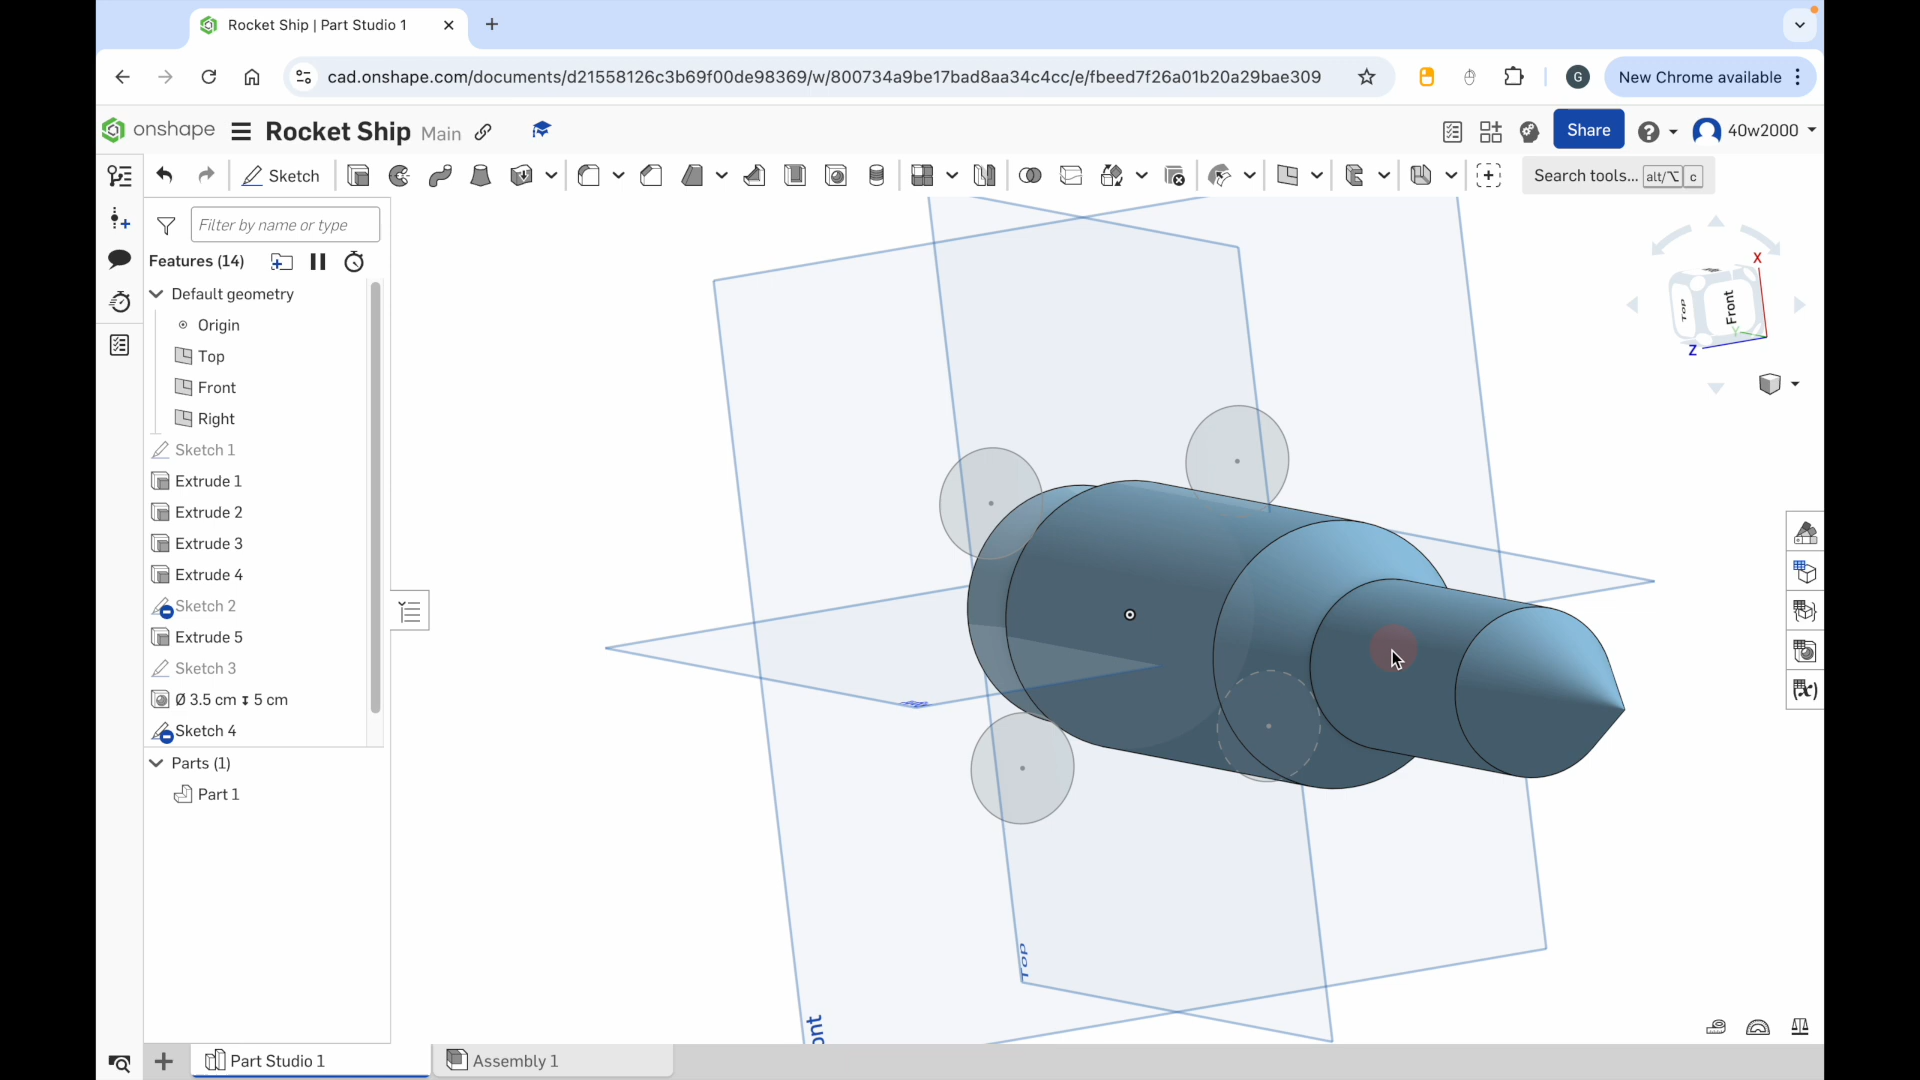 Rocket Ship | Part Studio 1
cad.onshape.com/documents/d21558126c3b69f00de98369/w/800734a9be17bad8aa34c4cc/e/fbeed7f26a01b20a29bae309
G
New Chrome available
onshape
Rocket Ship Main
Share
40w2000
Sketch
Search tools... alt/⌥ c
Filter by name or type
Features (14)
Default geometry
Origin
Top
Front
Right
Sketch 1
Extrude 1
Extrude 2
Extrude 3
Extrude 4
Sketch 2
Extrude 5
Sketch 3
Ø 3.5 cm ↧ 5 cm
Sketch 4
Parts (1)
Part 1
X
Top
Front
Y
Z
Top
ont
Part Studio 1
Assembly 1